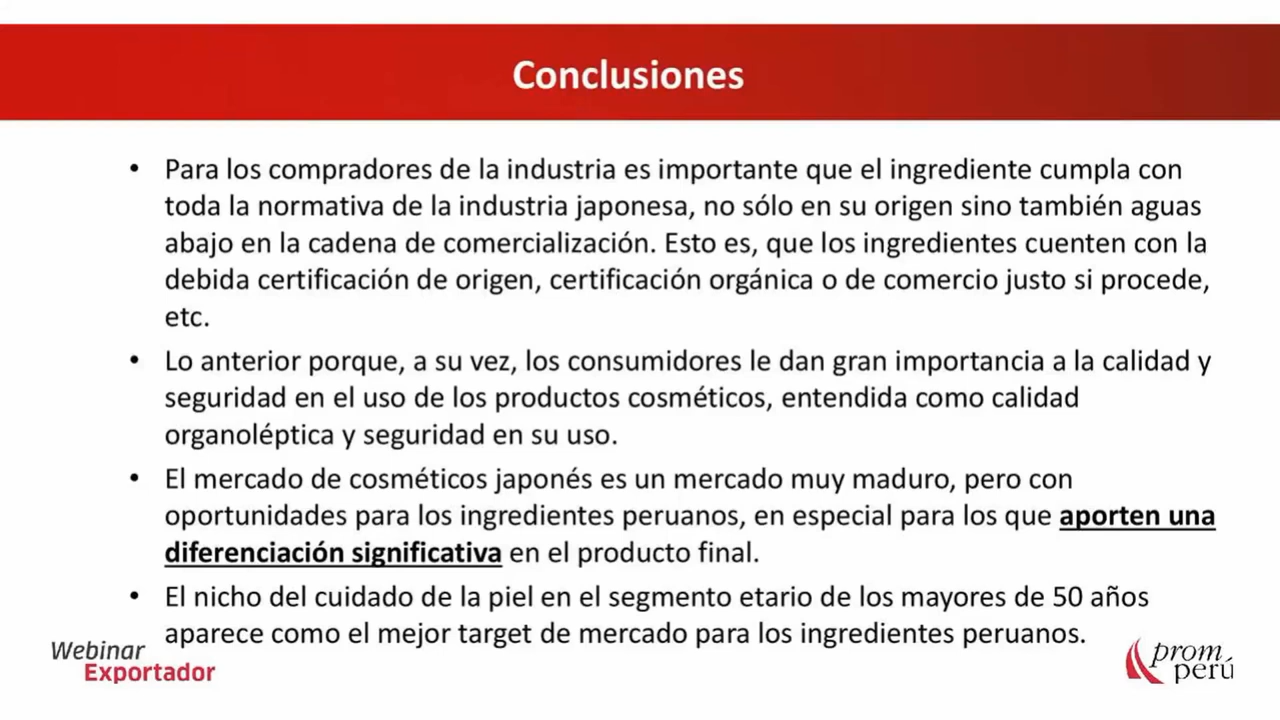 Conclusiones
• Para los compradores de la industria es importante que el ingrediente cumpla con
toda la normativa de la industria japonesa, no sólo en su origen sino también aguas
abajo en la cadena de comercialización. Esto es, que los ingredientes cuenten con la
debida certificación de origen, certificación orgánica o de comercio justo si procede,
etc.
• Lo anterior porque, a su vez, los consumidores le dan gran importancia a la calidad y
seguridad en el uso de los productos cosméticos, entendida como calidad
organoléptica y seguridad en su uso.
• El mercado de cosméticos japonés es un mercado muy maduro, pero con
oportunidades para los ingredientes peruanos, en especial para los que aporten una
diferenciación significativa en el producto final.
• El nicho del cuidado de la piel en el segmento etario de los mayores de 50 años
aparece como el mejor target de mercado para los ingredientes peruanos.
Webinar
Exportador
prom
perú